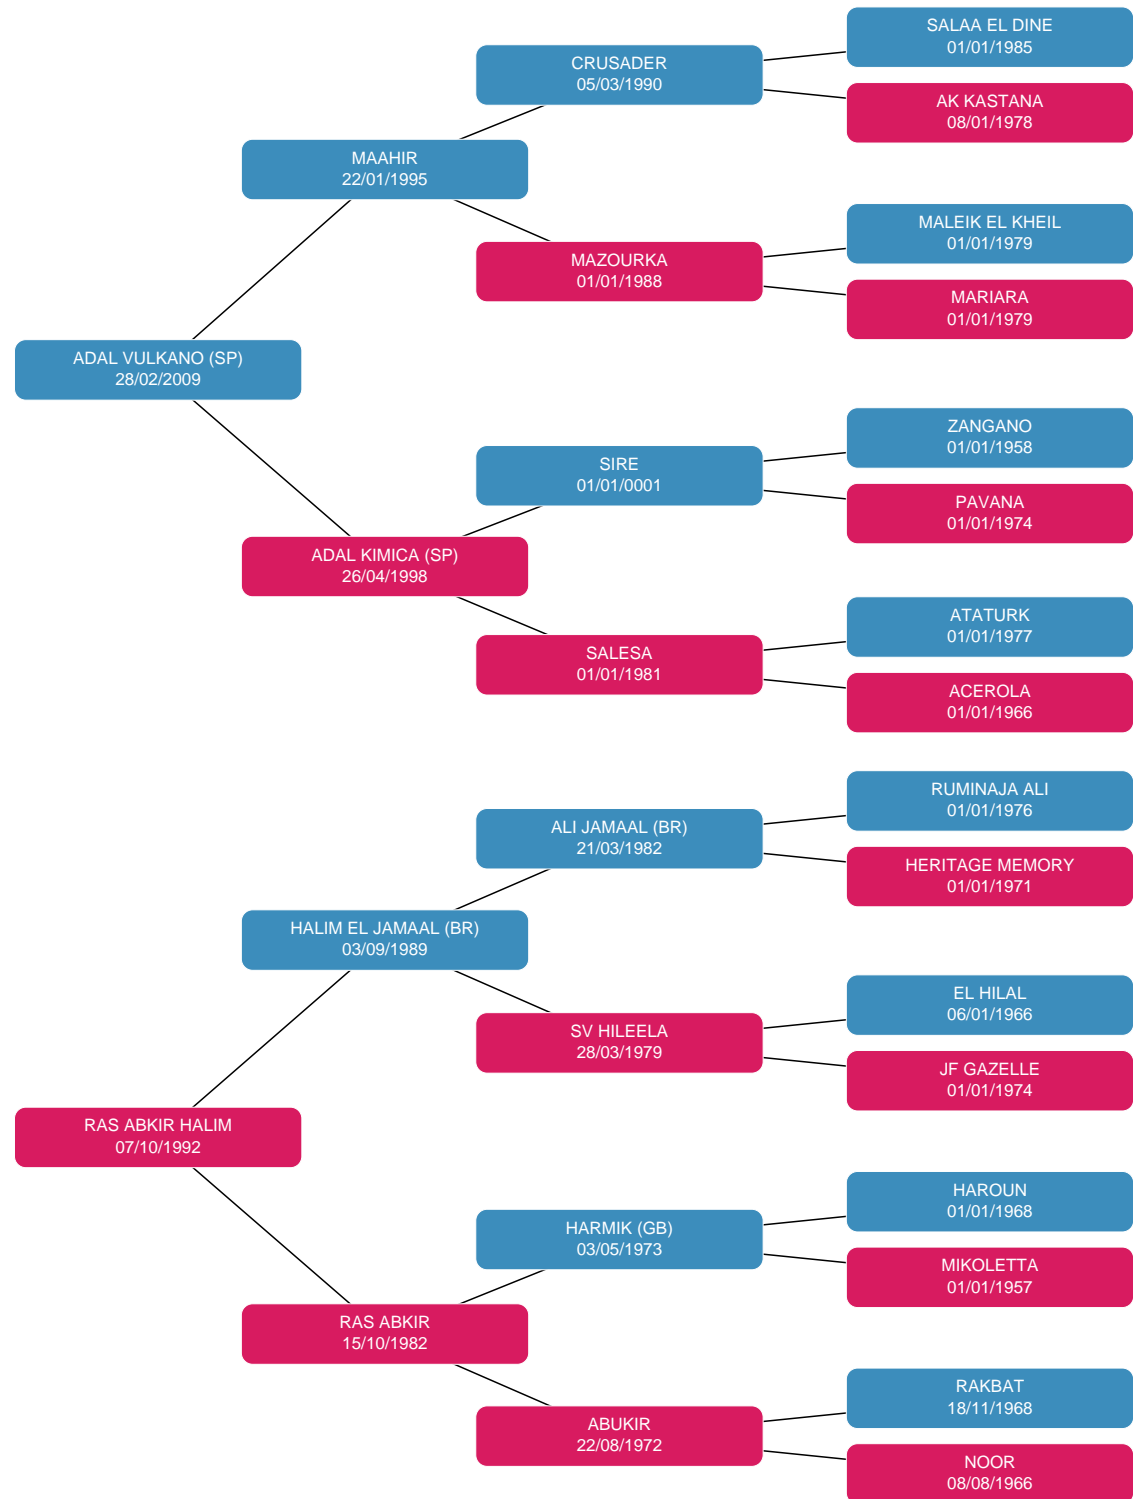 SALAA EL DINE
01/01/1985
CRUSADER
05/03/1990
AK KASTANA
08/01/1978
MAAHIR
22/01/1995
MALEIK EL KHEIL
01/01/1979
MAZOURKA
01/01/1988
MARIARA
01/01/1979
ADAL VULKANO (SP)
28/02/2009
ZANGANO
01/01/1958
SIRE
01/01/0001
PAVANA
01/01/1974
ADAL KIMICA (SP)
26/04/1998
ATATURK
01/01/1977
SALESA
01/01/1981
ACEROLA
01/01/1966
RUMINAJA ALI
01/01/1976
ALI JAMAAL (BR)
21/03/1982
HERITAGE MEMORY
01/01/1971
HALIM EL JAMAAL (BR)
03/09/1989
EL HILAL
06/01/1966
SV HILEELA
28/03/1979
JF GAZELLE
01/01/1974
RAS ABKIR HALIM
07/10/1992
HAROUN
01/01/1968
HARMIK (GB)
03/05/1973
MIKOLETTA
01/01/1957
RAS ABKIR
15/10/1982
RAKBAT
18/11/1968
ABUKIR
22/08/1972
NOOR
08/08/1966